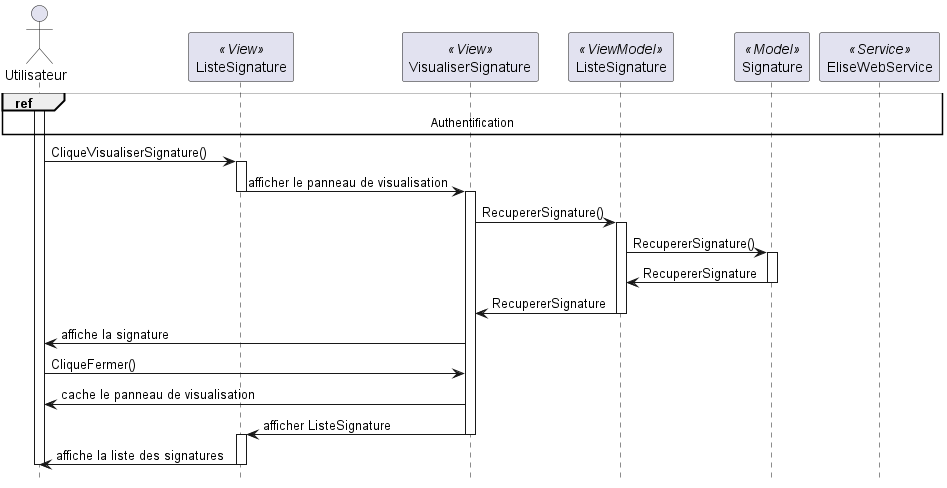 Utilisateur
«View»
ListeSignature
«View»
VisualiserSignature
«ViewModel»
ListeSignature
«Model»
Signature
«Service»
EliseWebService
ref
Authentification
CliqueVisualiserSignature()
afficher le panneau de visualisation
RecupererSignature()
RecupererSignature()
RecupererSignature
RecupererSignature
affiche la signature
CliqueFermer()
cache le panneau de visualisation
afficher ListeSignature
affiche la liste des signatures